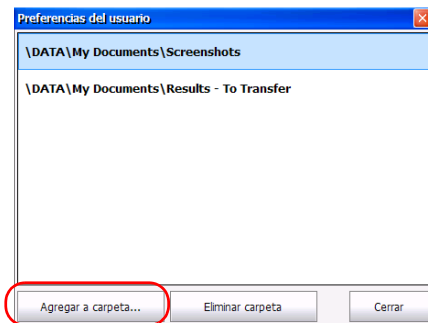 Preferencias del usuario
\DATA\My Documents\Screenshots
\DATA\My Documents\Results - To Transfer
Agregar a carpeta... Eliminar carpeta Cerrar